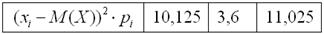 (xᵢ − M(X))² · pᵢ 10,125 3,6 11,025